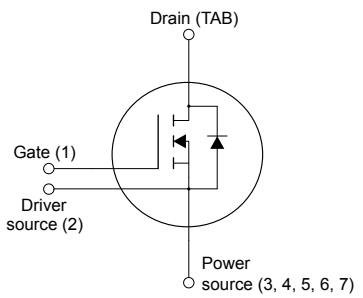 Drain (TAB)
Gate (1)
Driver
source (2)
Power
source (3, 4, 5, 6, 7)